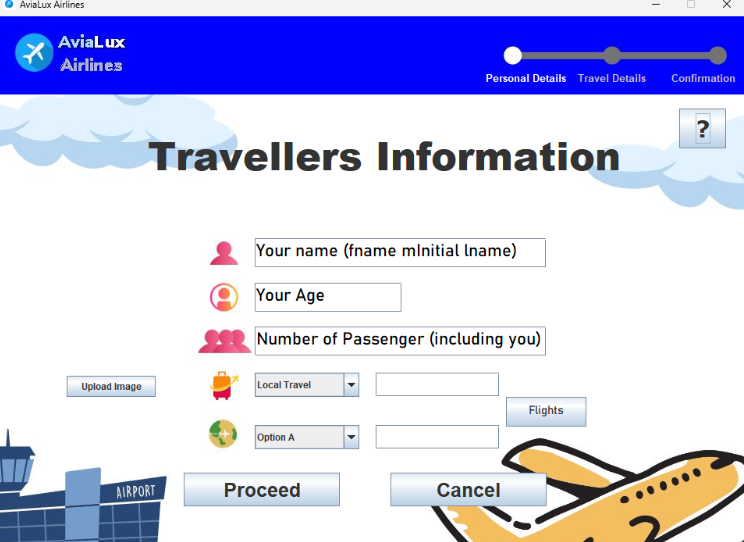 AviaLux Airlines
AviaLux
Airlines
Personal Details Travel Details Confirmation
?
Travellers Information
Your name (fname mInitial lname)
Your Age
Number of Passenger (including you)
Upload Image
Local Travel
Flights
Option A
AIRPORT
Proceed
Cancel